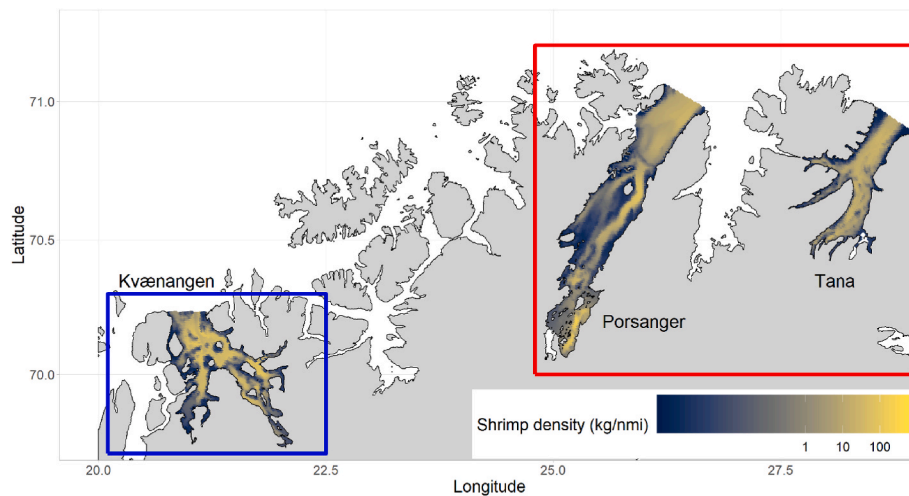 71.0
70.5
70.0
Latitude
Kvænangen
Porsanger
Tana
Shrimp density (kg/nmi)
1 10 100
20.0 22.5 25.0 27.5
Longitude